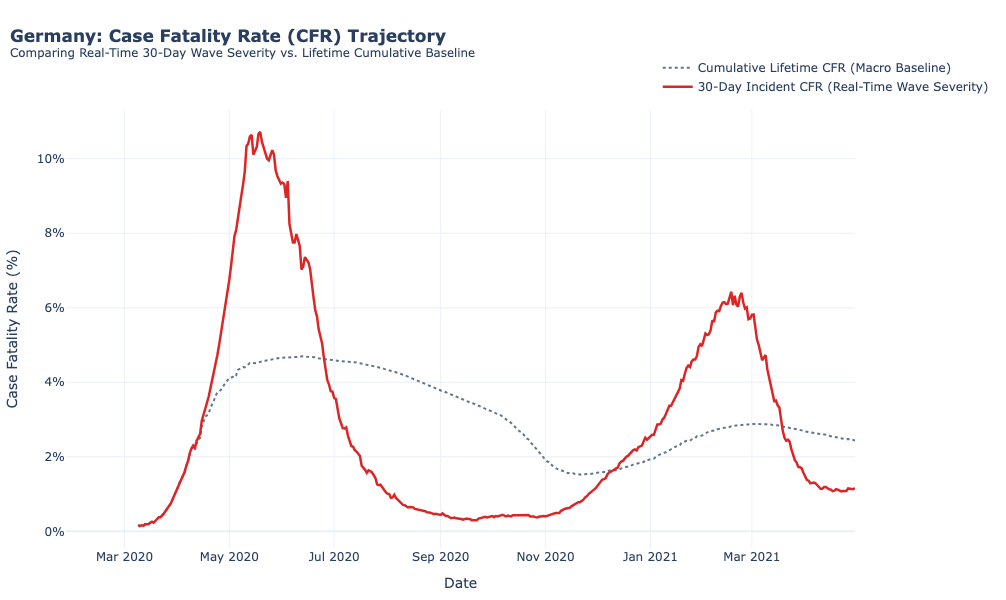 Germany: Case Fatality Rate (CFR) Trajectory
Comparing Real-Time 30-Day Wave Severity vs. Lifetime Cumulative Baseline
Cumulative Lifetime CFR (Macro Baseline)
30-Day Incident CFR (Real-Time Wave Severity)
Case Fatality Rate (%)
10%
8%
6%
4%
2%
0%
Mar 2020 May 2020 Jul 2020 Sep 2020 Nov 2020 Jan 2021 Mar 2021
Date